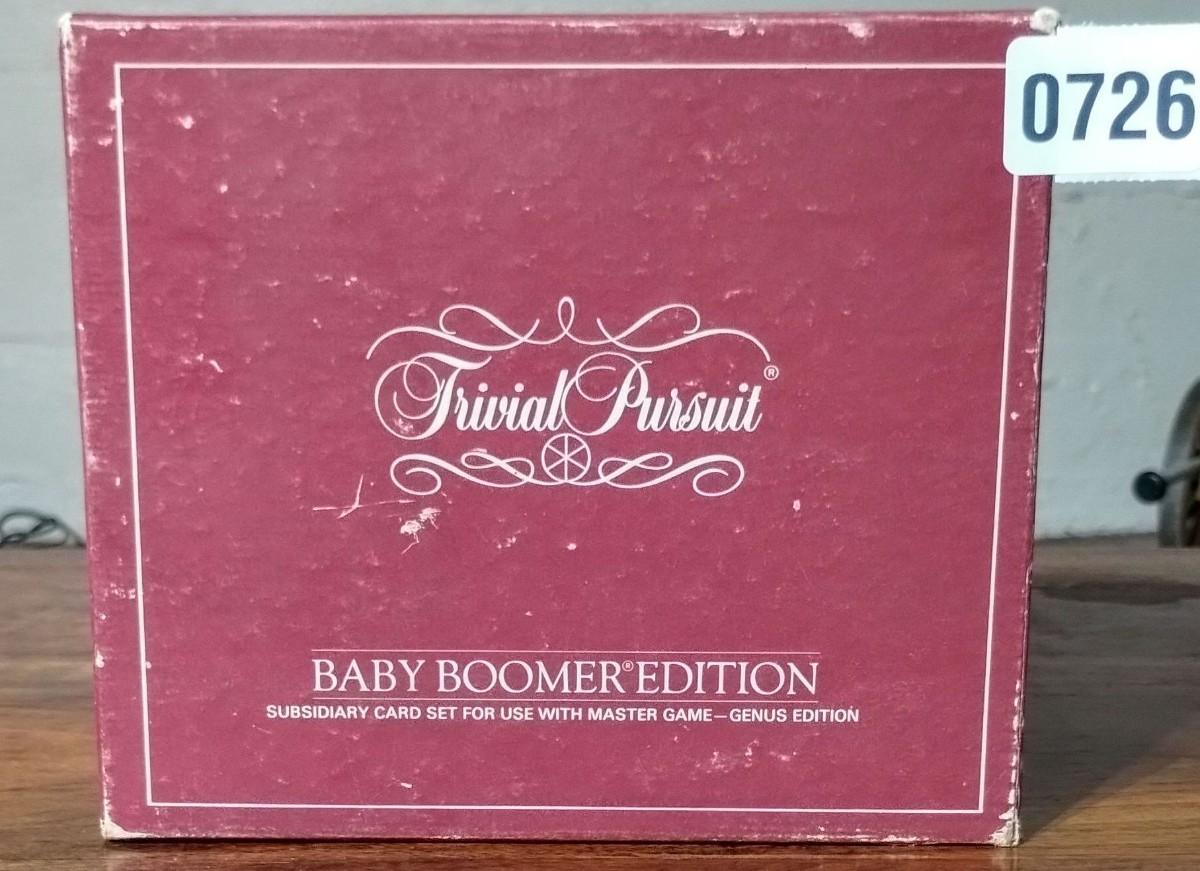 0726
Trivial Pursuit®
BABY BOOMER® EDITION
SUBSIDIARY CARD SET FOR USE WITH MASTER GAME—GENUS EDITION